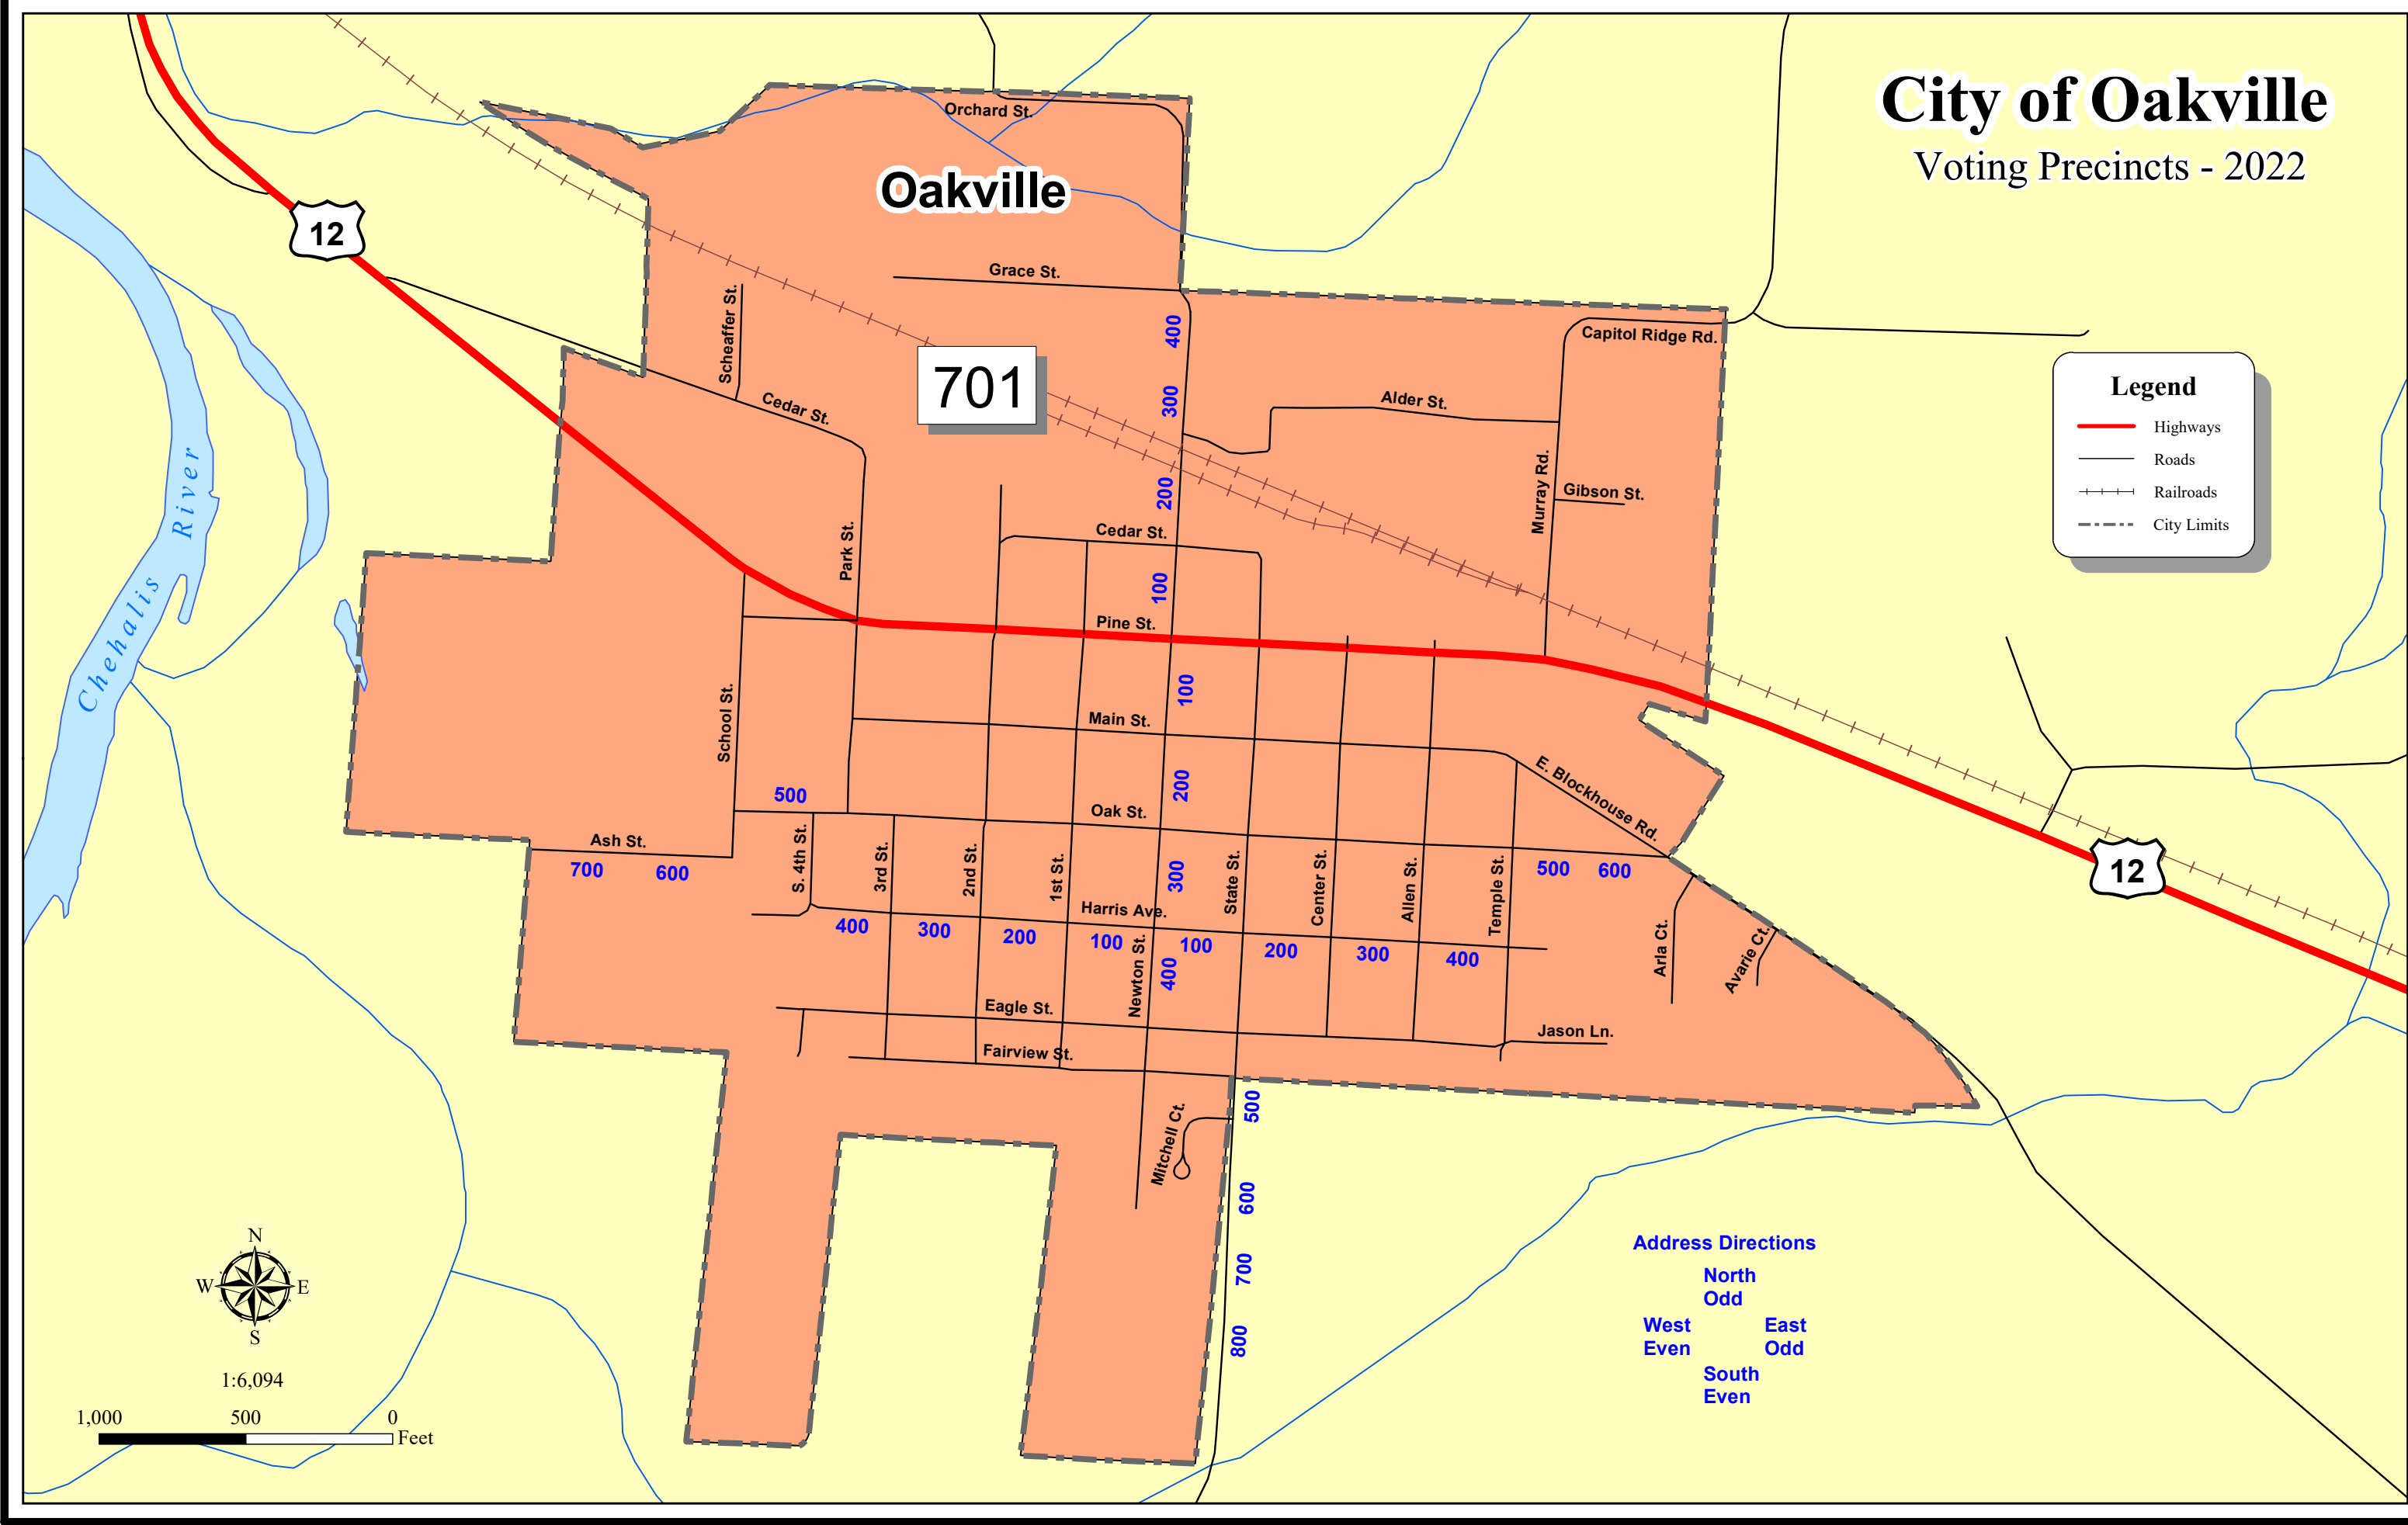 City of Oakville
Voting Precincts - 2022
Orchard St.
Oakville
12
Grace St.
Scheaffer St.
400
Capitol Ridge Rd.
701
300
Cedar St.
Alder St.
Legend
Highways
Roads
Railroads
City Limits
Chehalis River
200
Murray Rd.
Gibson St.
Park St.
Cedar St.
100
Pine St.
School St.
100
Main St.
200
E. Blockhouse Rd.
500
Oak St.
Ash St.
700
600
S. 4th St.
3rd St.
2nd St.
1st St.
300
State St.
Center St.
Allen St.
Temple St.
500
600
12
Harris Ave.
400
300
200
100
Newton St.
400
100
200
300
400
Arla Ct.
Avarie Ct.
Eagle St.
Jason Ln.
Fairview St.
Mitchell Ct.
500
600
700
800
Address Directions
North
Odd
West
Even
East
Odd
South
Even
N
W
E
S
1:6,094
1,000
500
0
Feet